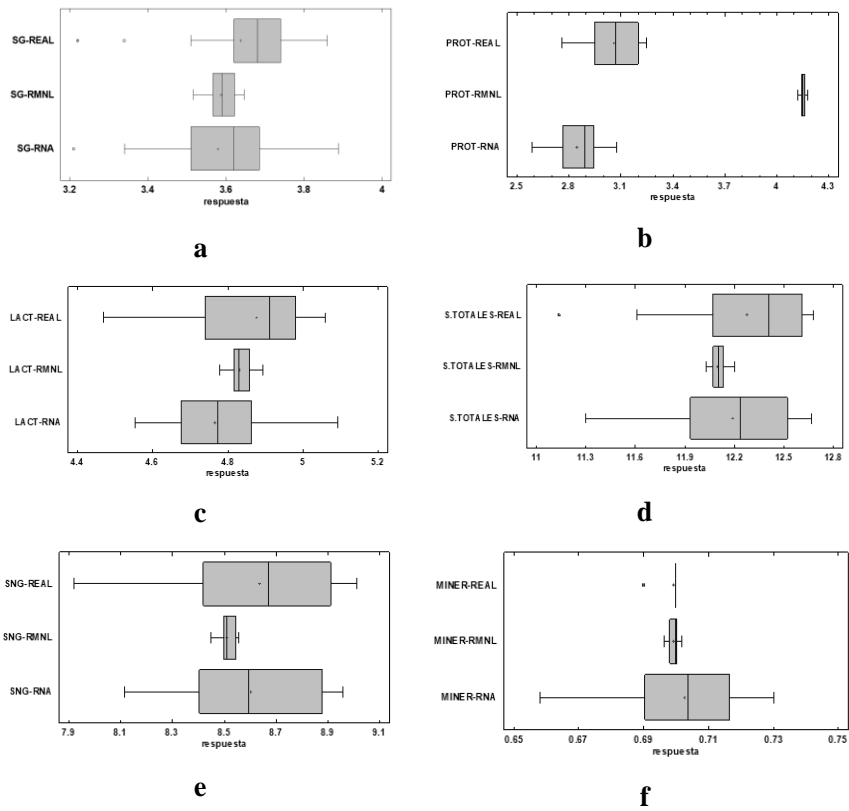 SG-REAL
SG-RMNL
SG-RNA
3.2 3.4 3.6 3.8 4
respuesta
a
PROT-REAL
PROT-RMNL
PROT-RNA
2.5 2.8 3.1 3.4 3.7 4 4.3
respuesta
b
LACT-REAL
LACT-RMNL
LACT-RNA
4.4 4.6 4.8 5 5.2
respuesta
c
S.TOTALES-REAL
S.TOTALES-RMNL
S.TOTALES-RNA
11 11.3 11.6 11.9 12.2 12.5 12.8
respuesta
d
SNG-REAL
SNG-RMNL
SNG-RNA
7.9 8.1 8.3 8.5 8.7 8.9 9.1
respuesta
e
MINER-REAL
MINER-RMNL
MINER-RNA
0.65 0.67 0.69 0.71 0.73 0.75
respuesta
f